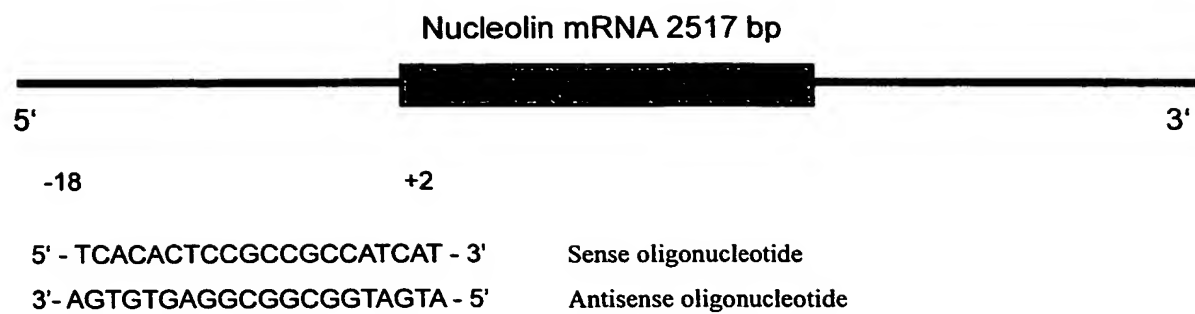 Nucleolin mRNA 2517 bp
5' 3'
-18 +2
5' - TCACACTCCGCCGCCATCAT - 3' Sense oligonucleotide
3'- AGTGTGAGGCGGCGGTAGTA - 5' Antisense oligonucleotide